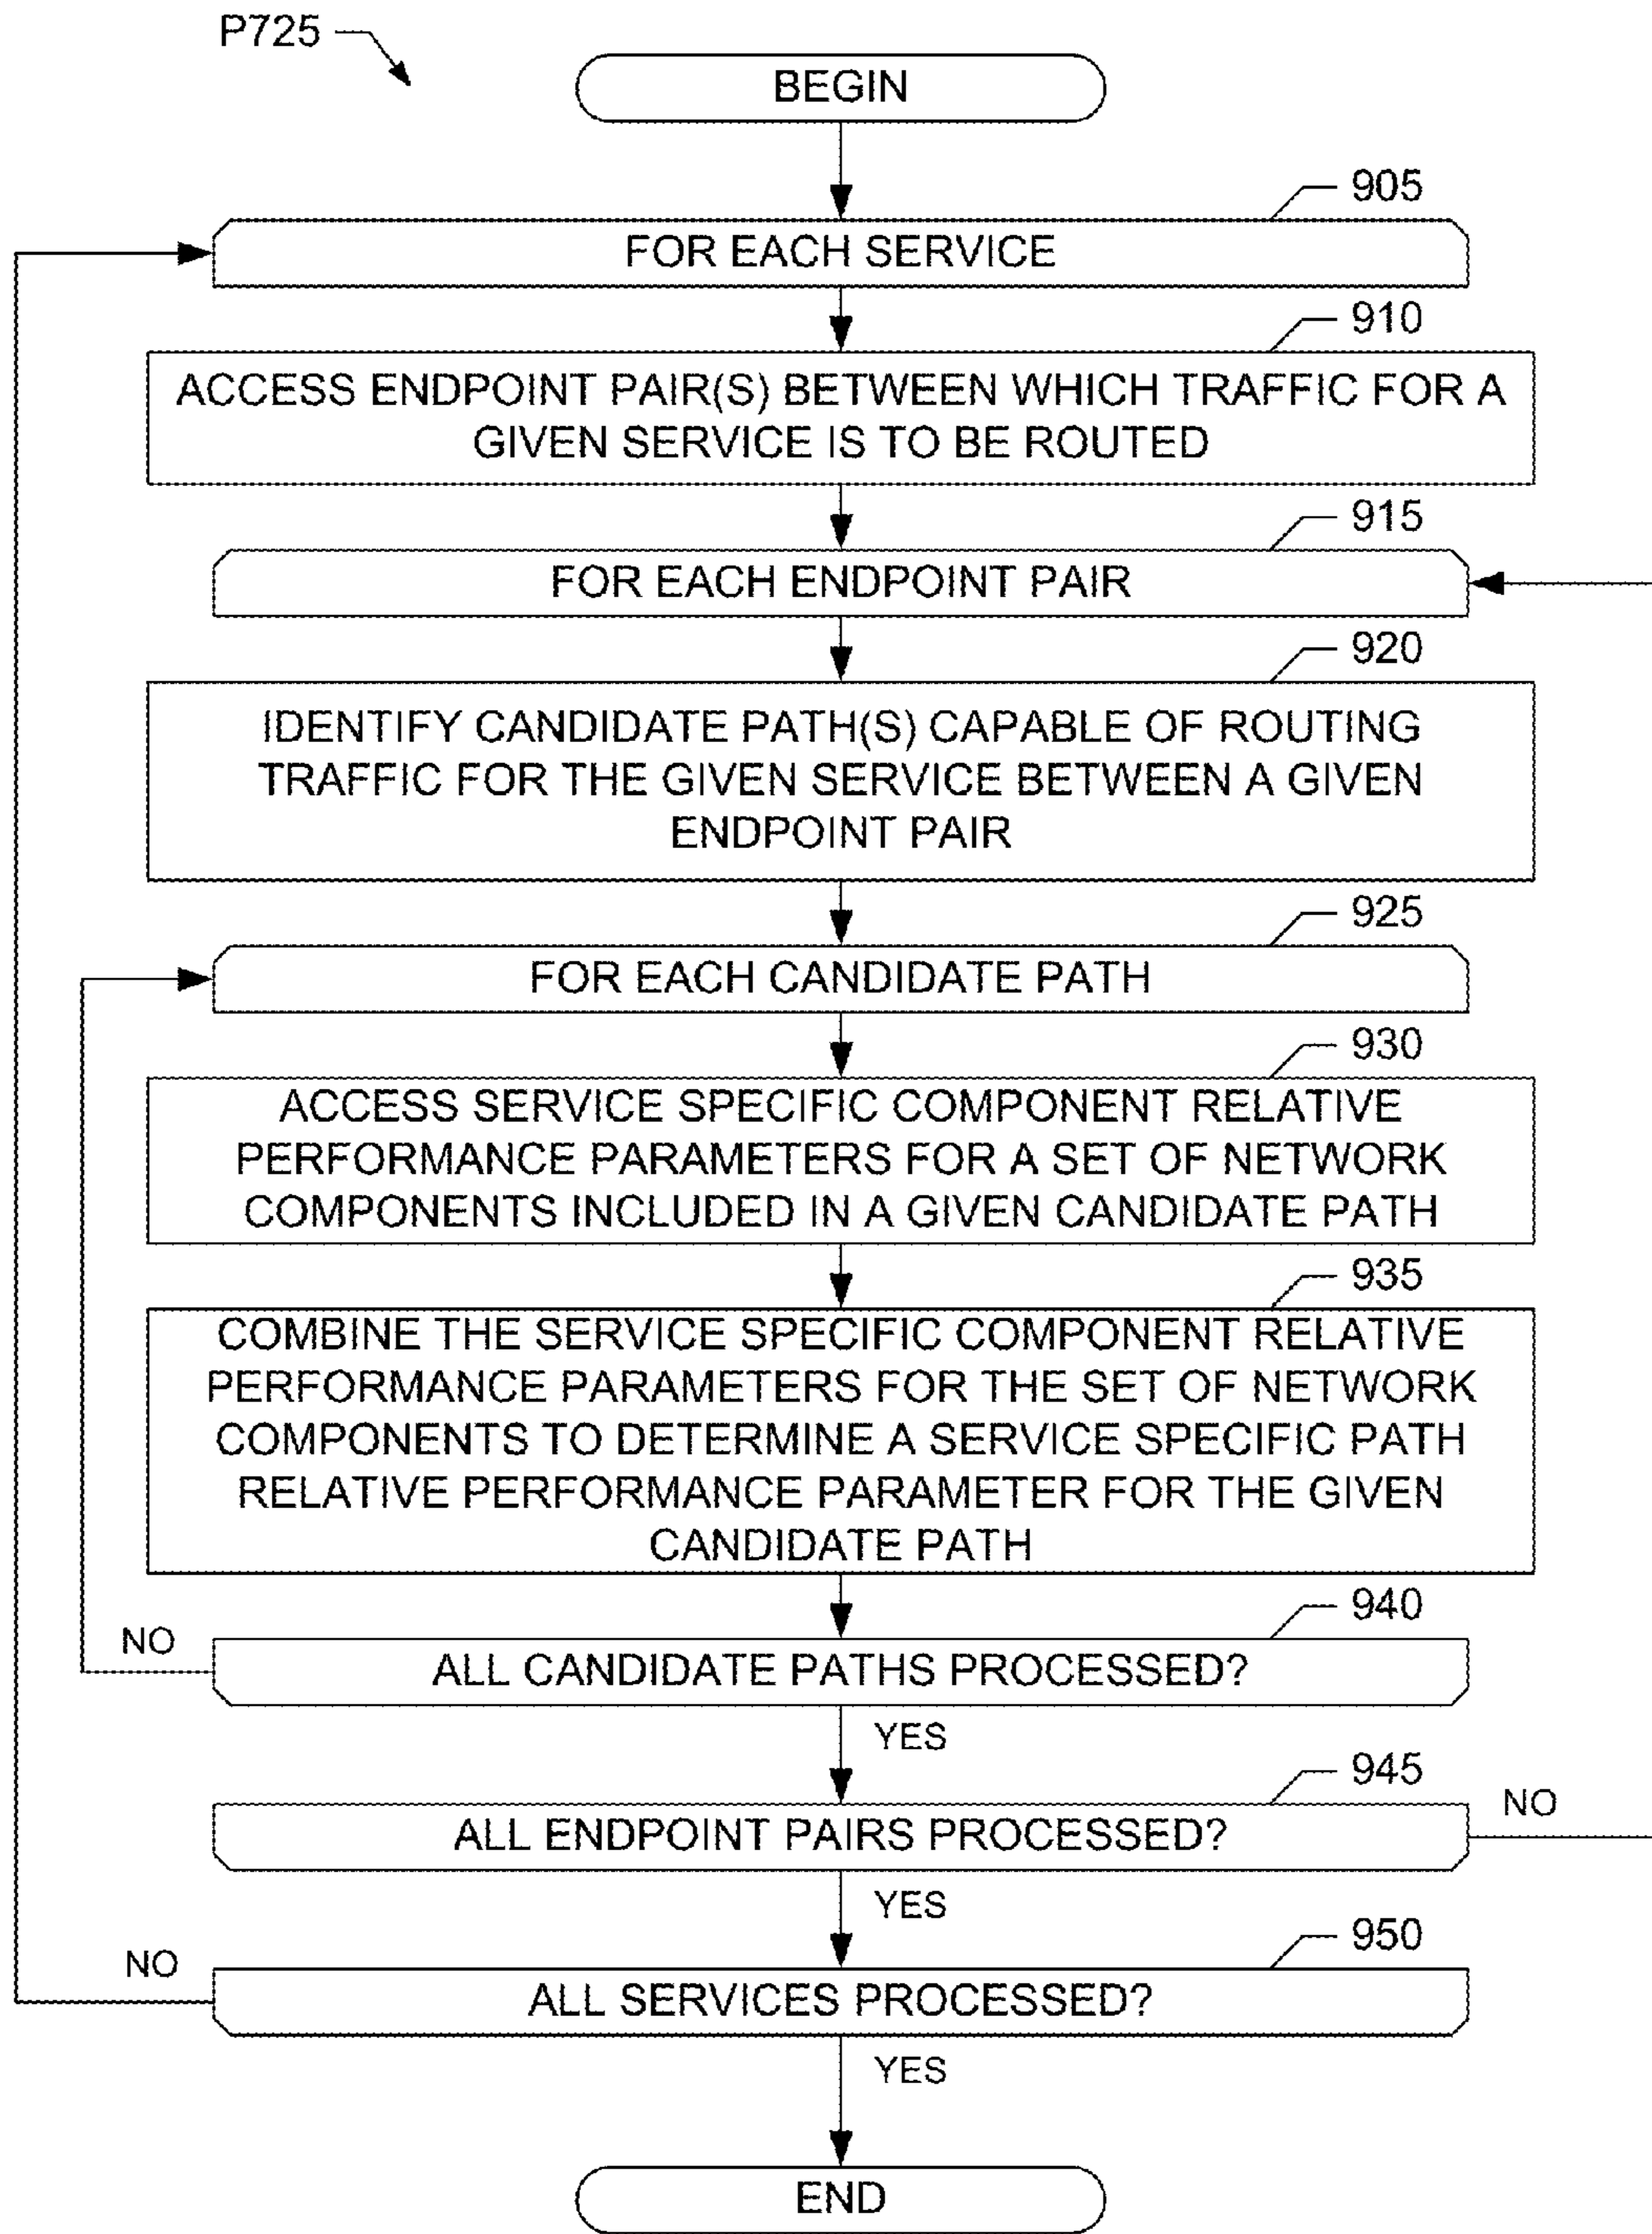 P725
BEGIN
905
FOR EACH SERVICE
910
ACCESS ENDPOINT PAIR(S) BETWEEN WHICH TRAFFIC FOR A
GIVEN SERVICE IS TO BE ROUTED
915
FOR EACH ENDPOINT PAIR
920
IDENTIFY CANDIDATE PATH(S) CAPABLE OF ROUTING
TRAFFIC FOR THE GIVEN SERVICE BETWEEN A GIVEN
ENDPOINT PAIR
925
FOR EACH CANDIDATE PATH
930
ACCESS SERVICE SPECIFIC COMPONENT RELATIVE
PERFORMANCE PARAMETERS FOR A SET OF NETWORK
COMPONENTS INCLUDED IN A GIVEN CANDIDATE PATH
935
COMBINE THE SERVICE SPECIFIC COMPONENT RELATIVE
PERFORMANCE PARAMETERS FOR THE SET OF NETWORK
COMPONENTS TO DETERMINE A SERVICE SPECIFIC PATH
RELATIVE PERFORMANCE PARAMETER FOR THE GIVEN
CANDIDATE PATH
940
NO
ALL CANDIDATE PATHS PROCESSED?
YES
945
NO
ALL ENDPOINT PAIRS PROCESSED?
YES
950
NO
ALL SERVICES PROCESSED?
YES
END